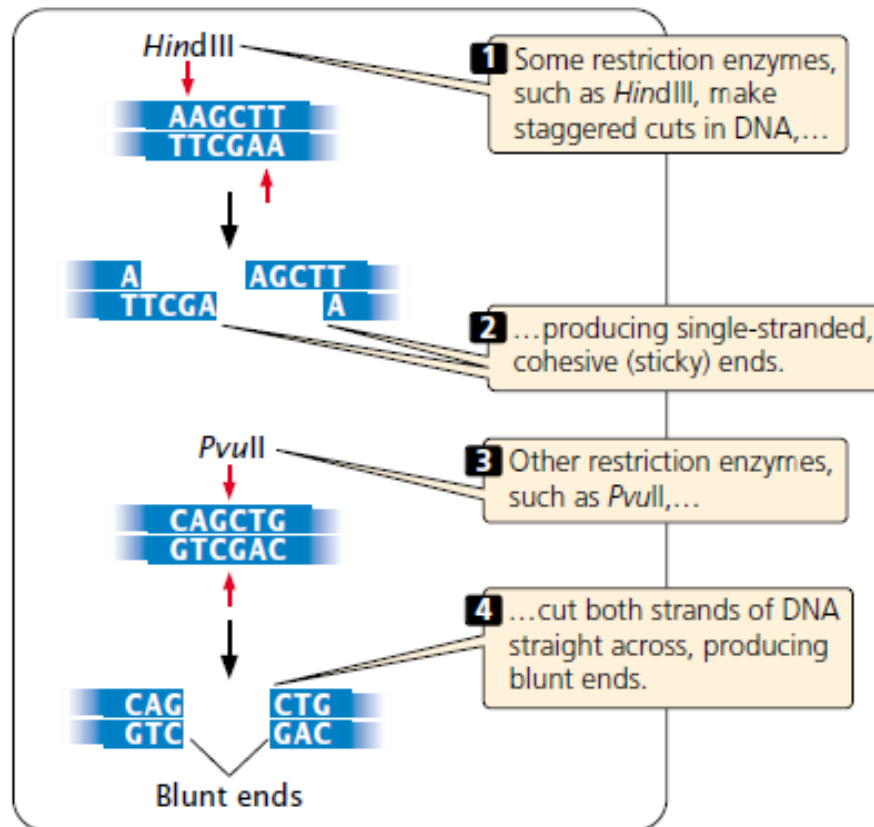 HindIII
1 Some restriction enzymes,
such as HindIII, make
staggered cuts in DNA,...
AAGCTT
TTCGAA
A AGCTT
TTCGA A
2 ...producing single-stranded,
cohesive (sticky) ends.
PvuII
3 Other restriction enzymes,
such as PvuII,...
CAGCTG
GTCGAC
4 ...cut both strands of DNA
straight across, producing
blunt ends.
CAG CTG
GTC GAC
Blunt ends